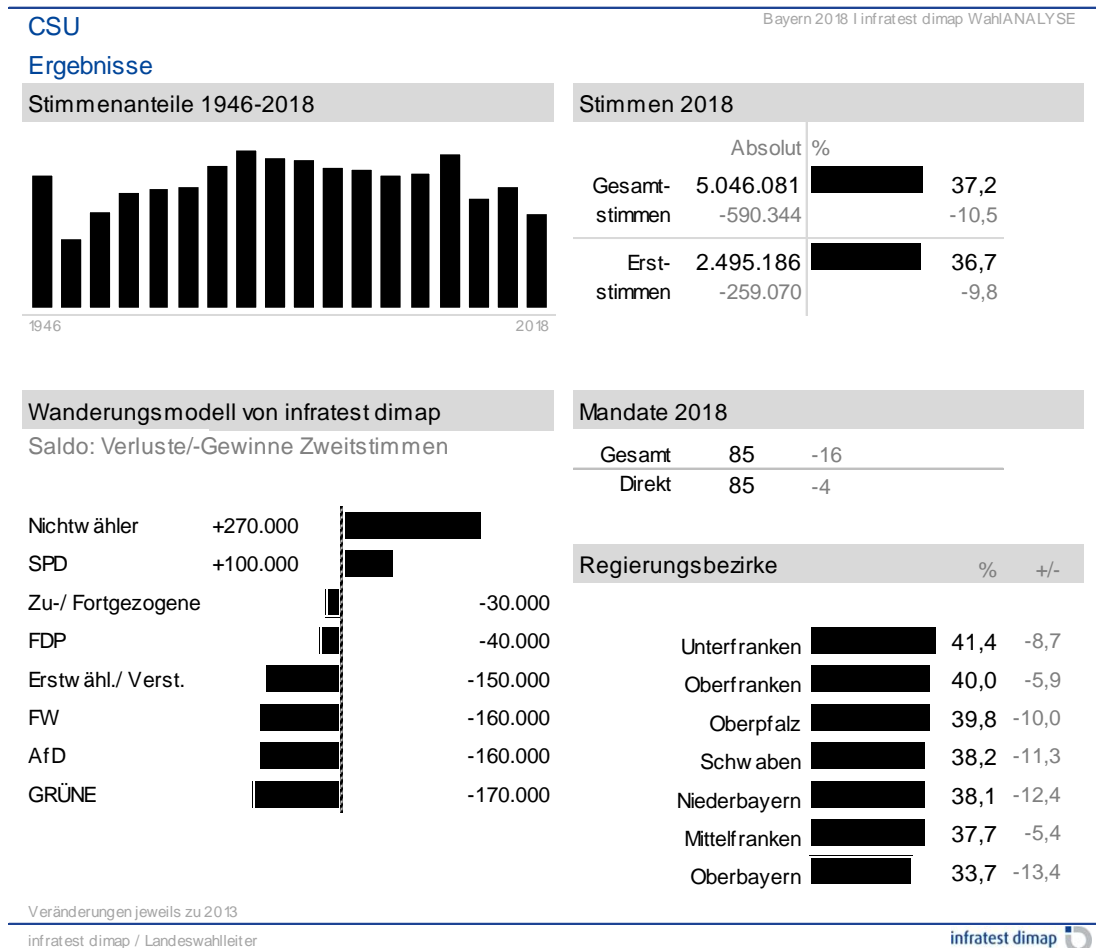 CSU
Bayern 2018 I infratest dimap WahlANALYSE
Ergebnisse
Stimmenanteile 1946-2018
1946 2018
Stimmen 2018
Absolut %
Gesamt- 5.046.081 37,2
stimmen -590.344 -10,5
Erst- 2.495.186 36,7
stimmen -259.070 -9,8
Wanderungsmodell von infratest dimap
Saldo: Verluste/-Gewinne Zweitstimmen
Nichtwähler +270.000
SPD +100.000
Zu-/ Fortgezogene -30.000
FDP -40.000
Erstwähl./ Verst. -150.000
FW -160.000
AfD -160.000
GRÜNE -170.000
Mandate 2018
Gesamt 85 -16
Direkt 85 -4
Regierungsbezirke % +/-
Unterfranken 41,4 -8,7
Oberfranken 40,0 -5,9
Oberpfalz 39,8 -10,0
Schwaben 38,2 -11,3
Niederbayern 38,1 -12,4
Mittelfranken 37,7 -5,4
Oberbayern 33,7 -13,4
Veränderungen jeweils zu 2013
infratest dimap / Landeswahlleiter
infratest dimap